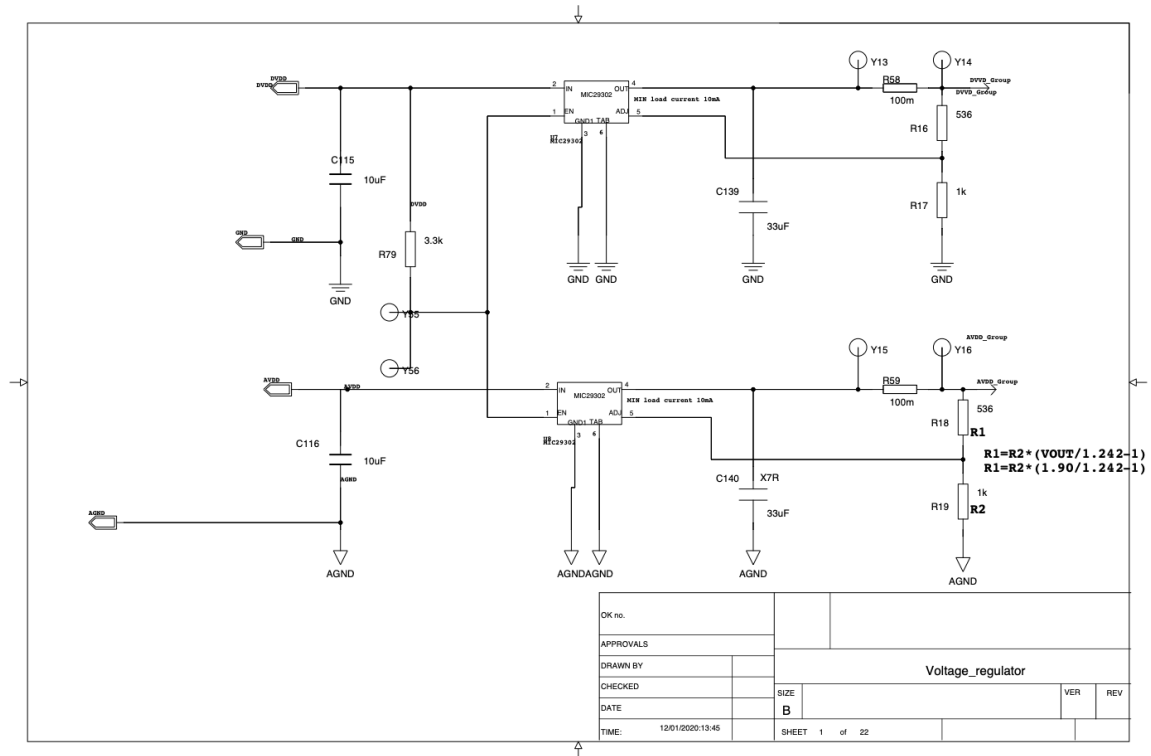 DVDD
DVDD
C115
10uF
GND
GND
GND
DVDD
R79
3.3k
Y55
Y56
2 IN OUT 4
MIC29302
MIN load current 10mA
1 EN ADJ 5
GND1 TAB
3 6
U7
MIC29302
GND GND
C139
33uF
GND
Y13
R58
100m
Y14
DVVD_Group
DVVD_Group
R16
536
R17
1k
GND
AVDD
AVDD
C116
10uF
AGND
AGND
AGND
2 IN OUT 4
MIC29302
MIN load current 10mA
1 EN ADJ 5
GND1 TAB
3 6
MIC29302
AGND AGND
C140
X7R
33uF
AGND
Y15
R59
100m
Y16
AVDD_Group
AVDD_Group
R18
536
R1
R1=R2*(VOUT/1.242-1)
R1=R2*(1.90/1.242-1)
R19
1k
R2
AGND
OK no.
APPROVALS
DRAWN BY
CHECKED
DATE
TIME: 12/01/2020:13:45
Voltage_regulator
SIZE
B
VER
REV
SHEET 1 of 22